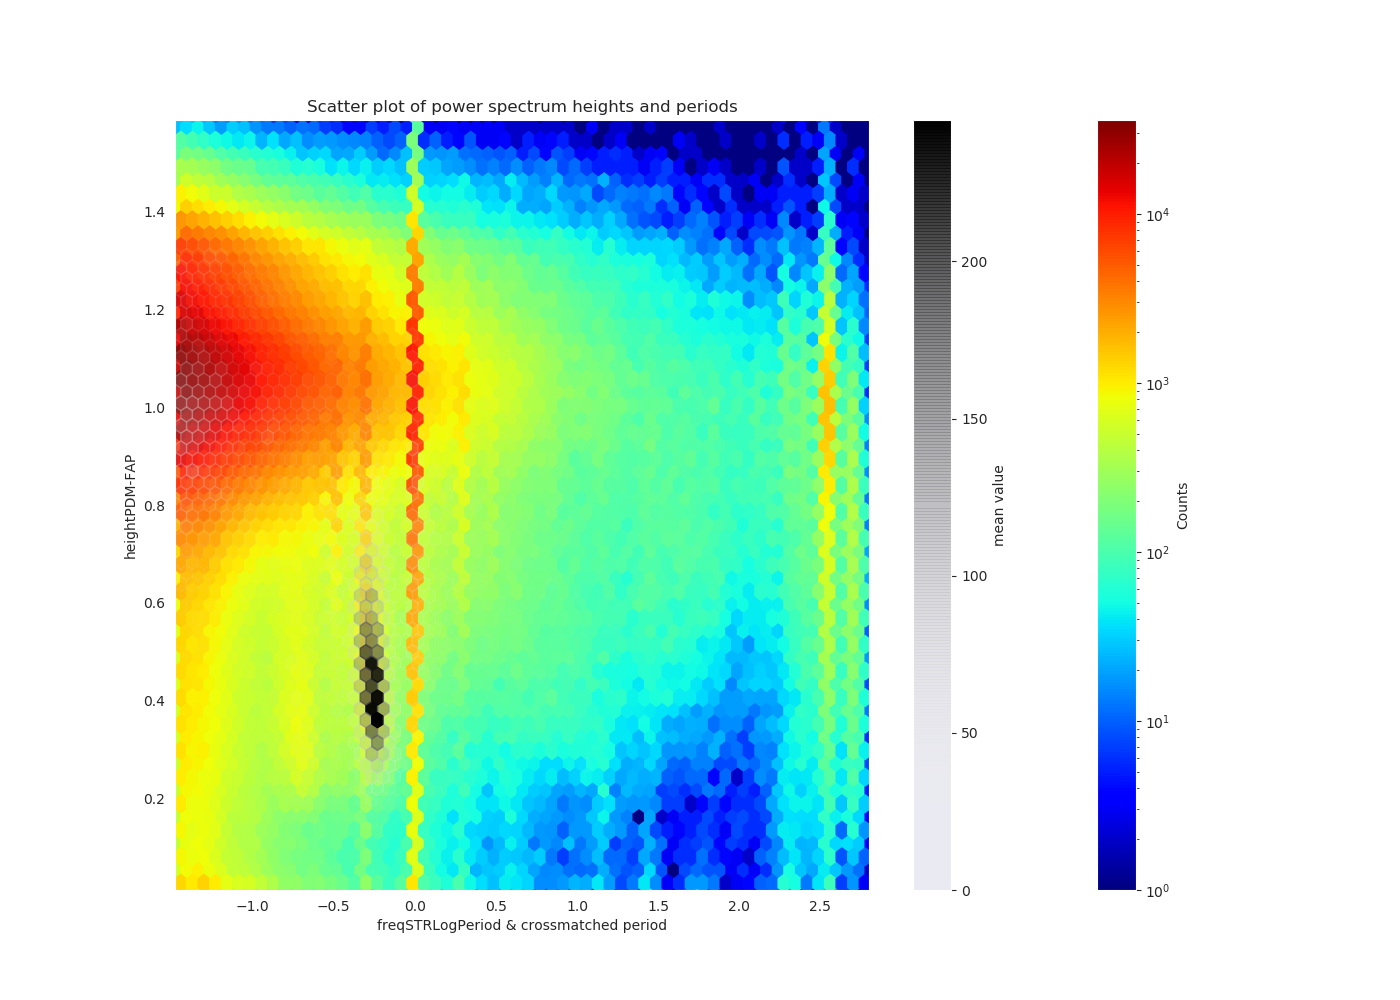 Scatter plot of power spectrum heights and periods
heightPDM-FAP
1.4
1.2
1.0
0.8
0.6
0.4
0.2
−1.0 −0.5 0.0 0.5 1.0 1.5 2.0 2.5
freqSTRLogPeriod & crossmatched period
200
150
100
50
0
mean value
10⁴
10³
10²
10¹
10⁰
Counts